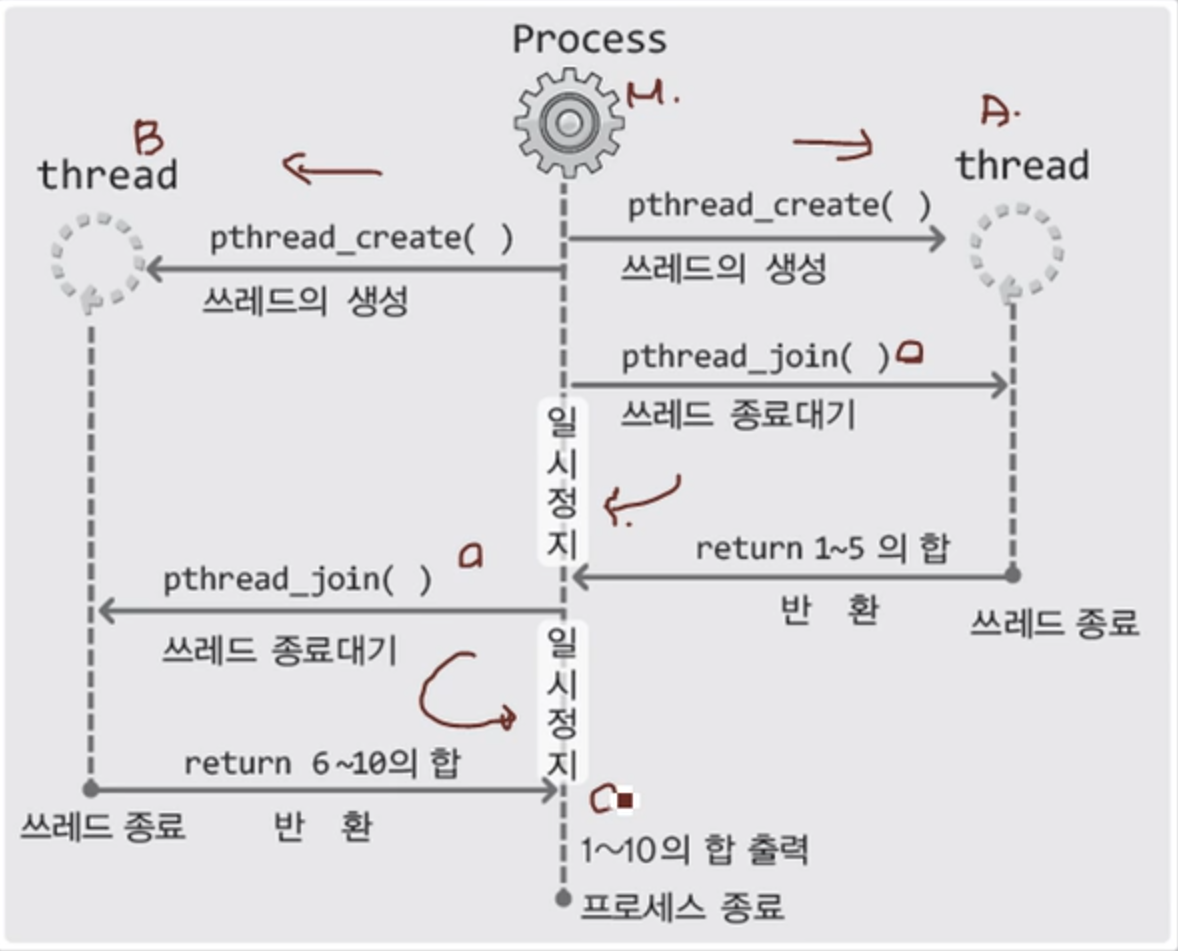 Process
M.
A.
B
thread
thread
pthread_create( )
쓰레드의 생성
pthread_create( )
쓰레드의 생성
pthread_join( )
쓰레드 종료대기
일시정지
return 1~5 의 합
반 환
쓰레드 종료
pthread_join( )
쓰레드 종료대기
일시정지
return 6~10의 합
반 환
쓰레드 종료
1~10의 합 출력
프로세스 종료